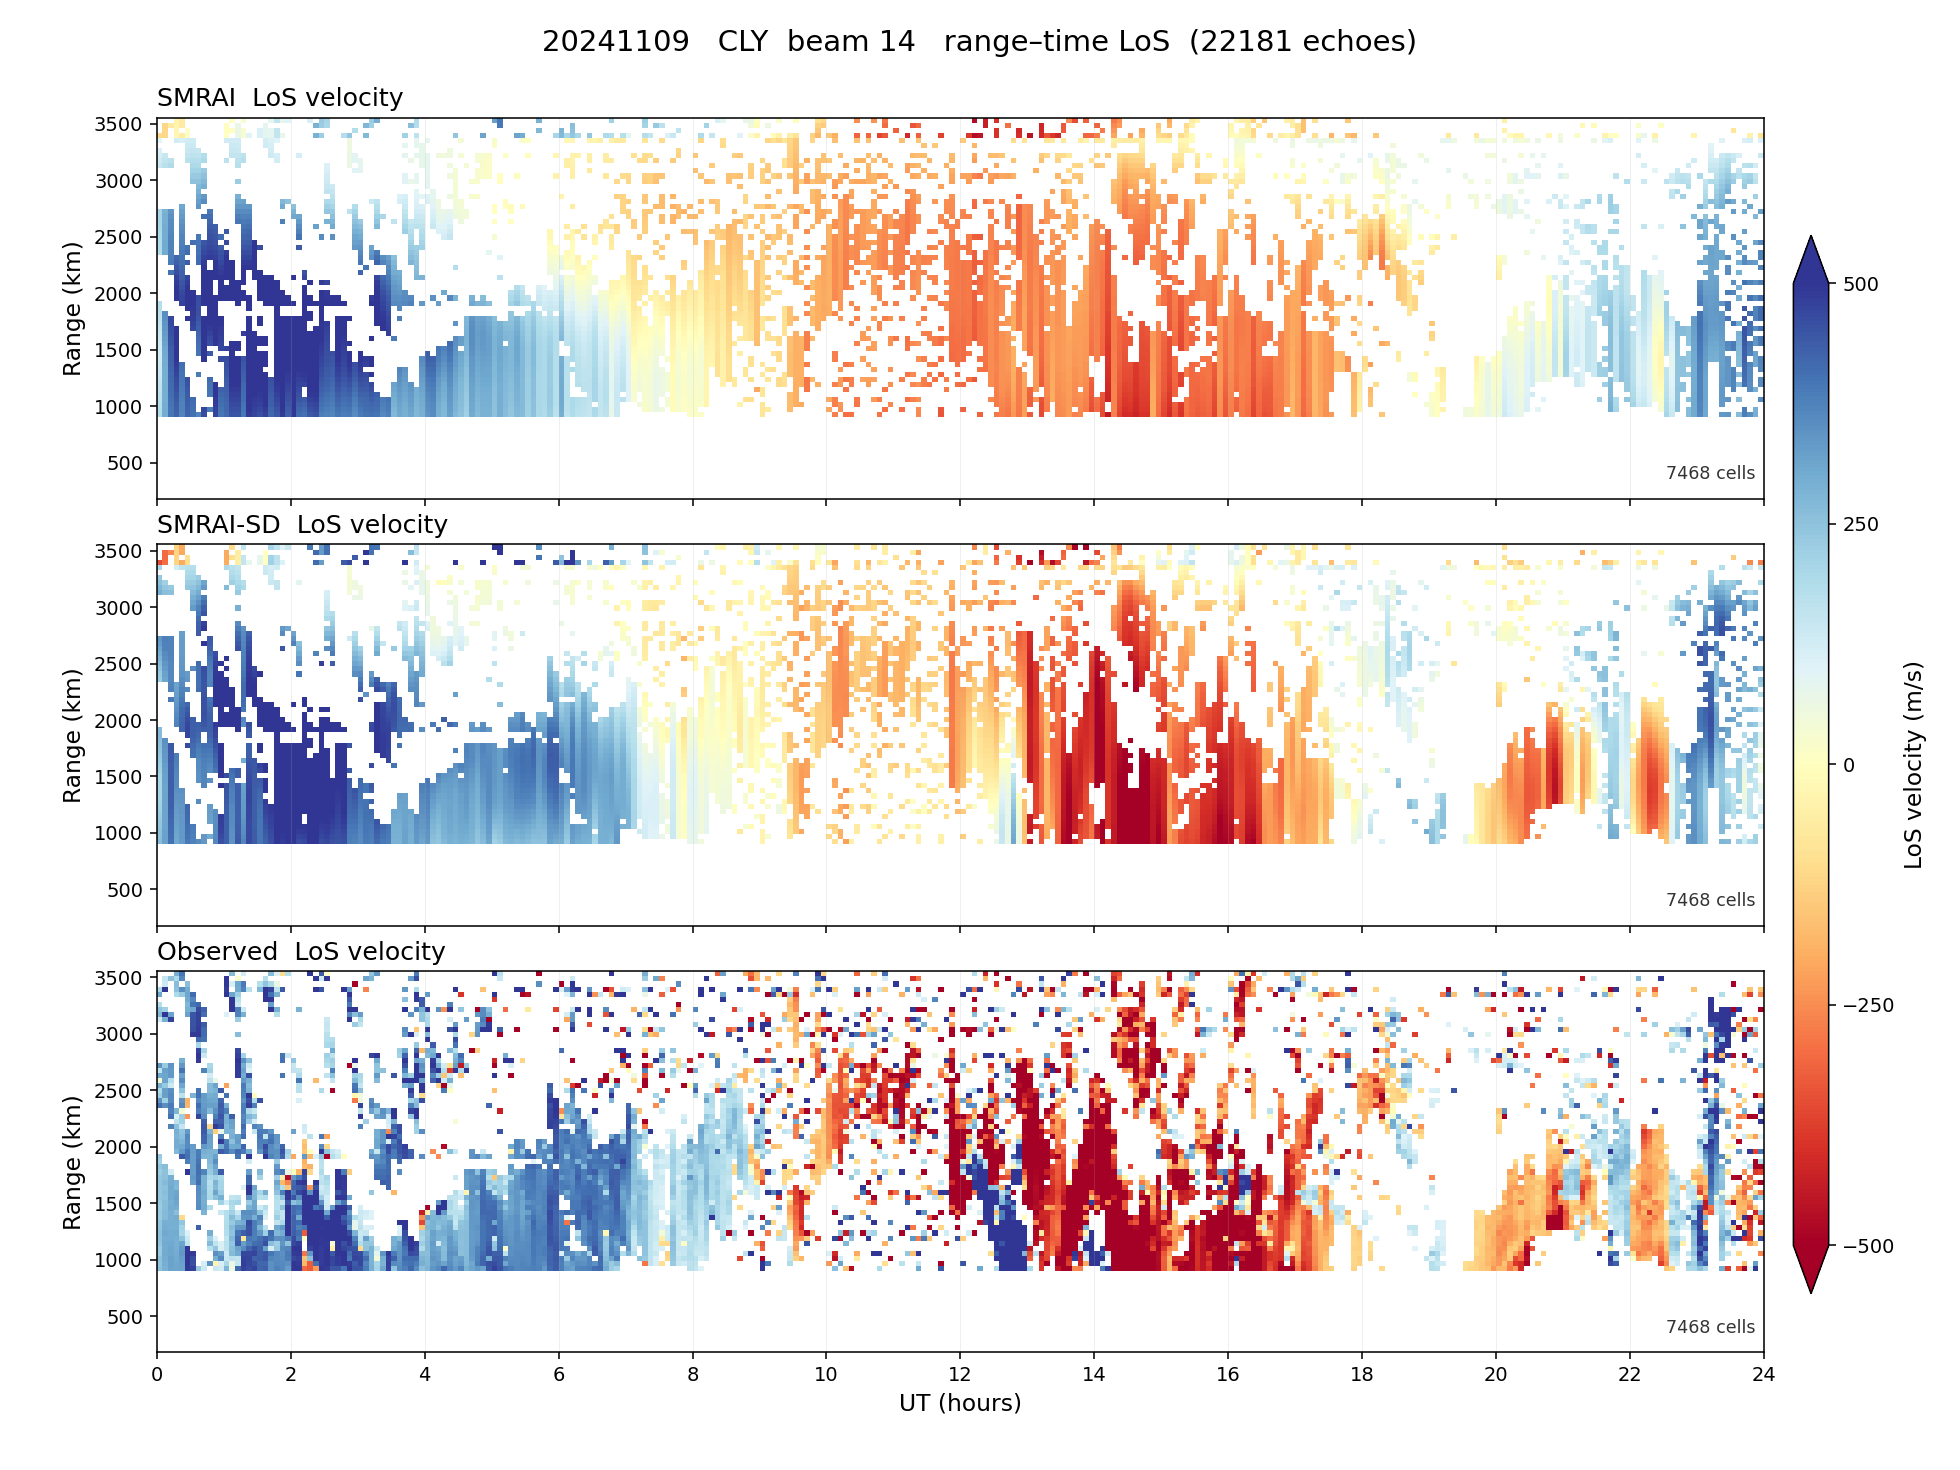 20241109   CLY  beam 14   range–time LoS  (22181 echoes)
SMRAI  LoS velocity
3500
3000
2500
2000
1500
1000
500
Range (km)
7468 cells
SMRAI-SD  LoS velocity
3500
3000
2500
2000
1500
1000
500
Range (km)
7468 cells
Observed  LoS velocity
3500
3000
2500
2000
1500
1000
500
Range (km)
7468 cells
0 2 4 6 8 10 12 14 16 18 20 22 24
UT (hours)
500
250
0
−250
−500
LoS velocity (m/s)